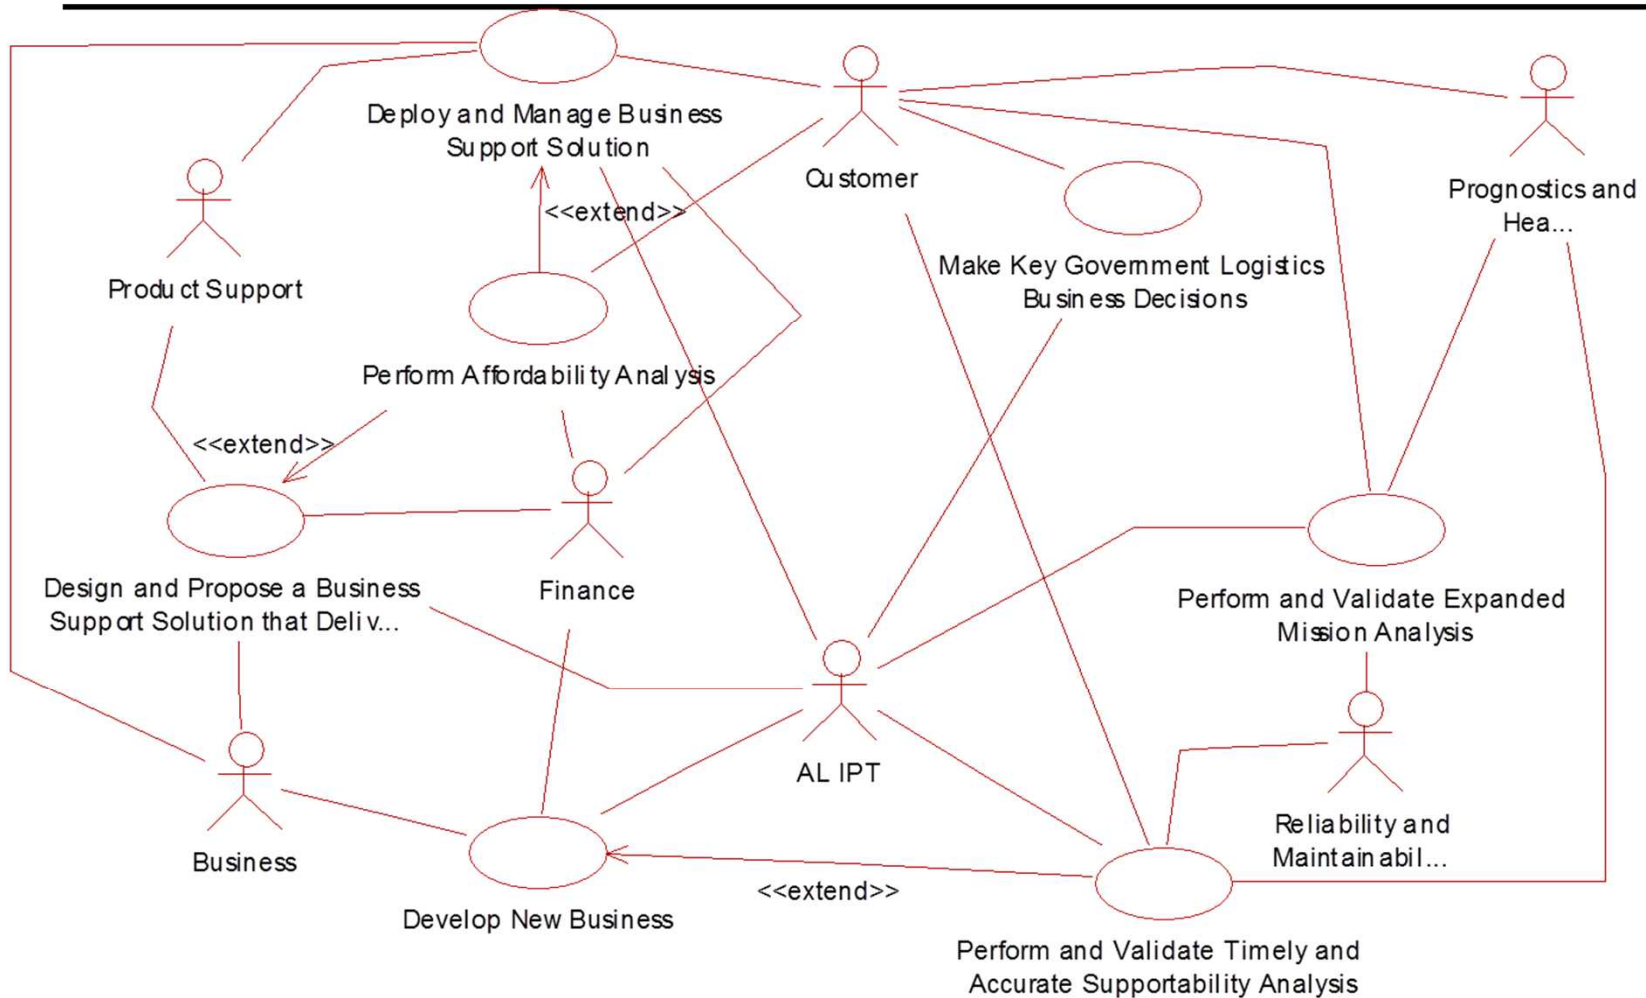 Deploy and Manage Business
Support Solution
Customer
Prognostics and
Hea...
<<extend>>
Product Support
Make Key Government Logistics
Business Decisions
Perform Affordability Analysis
<<extend>>
Design and Propose a Business
Support Solution that Deliv...
Finance
Perform and Validate Expanded
Mission Analysis
AL IPT
Reliability and
Maintainabil...
Business
Develop New Business
<<extend>>
Perform and Validate Timely and
Accurate Supportability Analysis